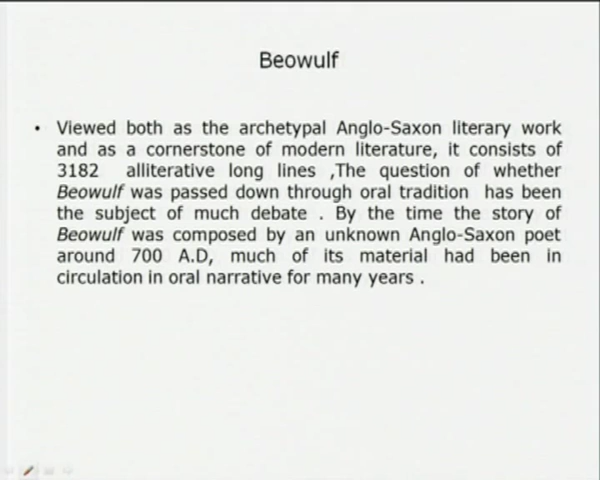 Beowulf
• Viewed both as the archetypal Anglo-Saxon literary work
and as a cornerstone of modern literature, it consists of
3182 alliterative long lines ,The question of whether
Beowulf was passed down through oral tradition has been
the subject of much debate . By the time the story of
Beowulf was composed by an unknown Anglo-Saxon poet
around 700 A.D, much of its material had been in
circulation in oral narrative for many years .